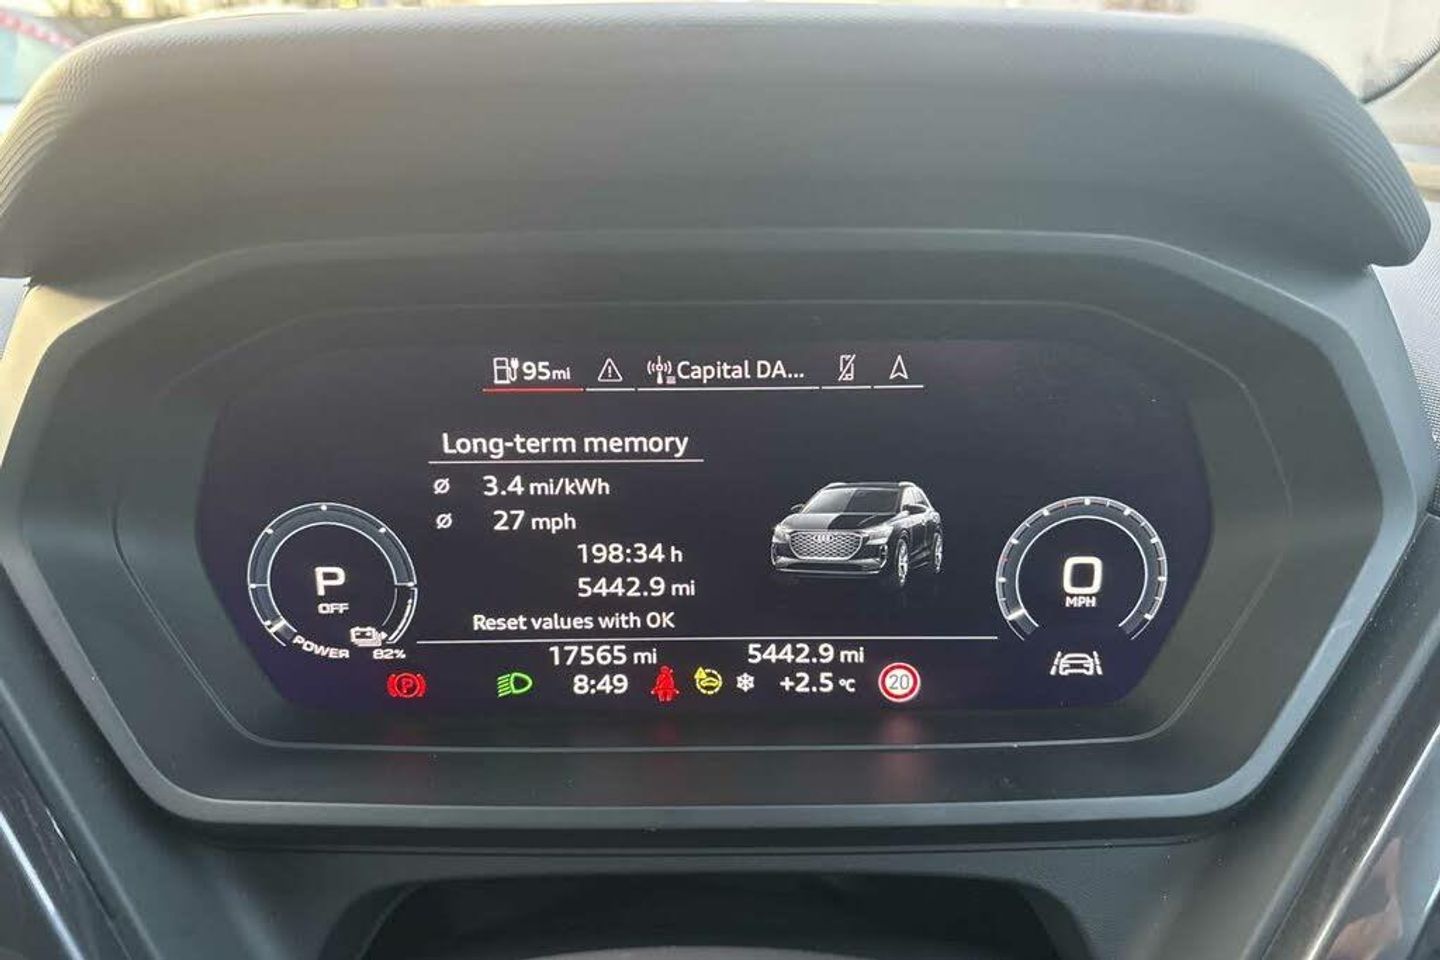 95mi
Capital DA...
Long-term memory
Ø 3.4 mi/kWh
Ø 27 mph
198:34 h
5442.9 mi
Reset values with OK
P
OFF
POWER
82%
0
MPH
17565 mi 5442.9 mi
8:49 +2.5 °C 20
P